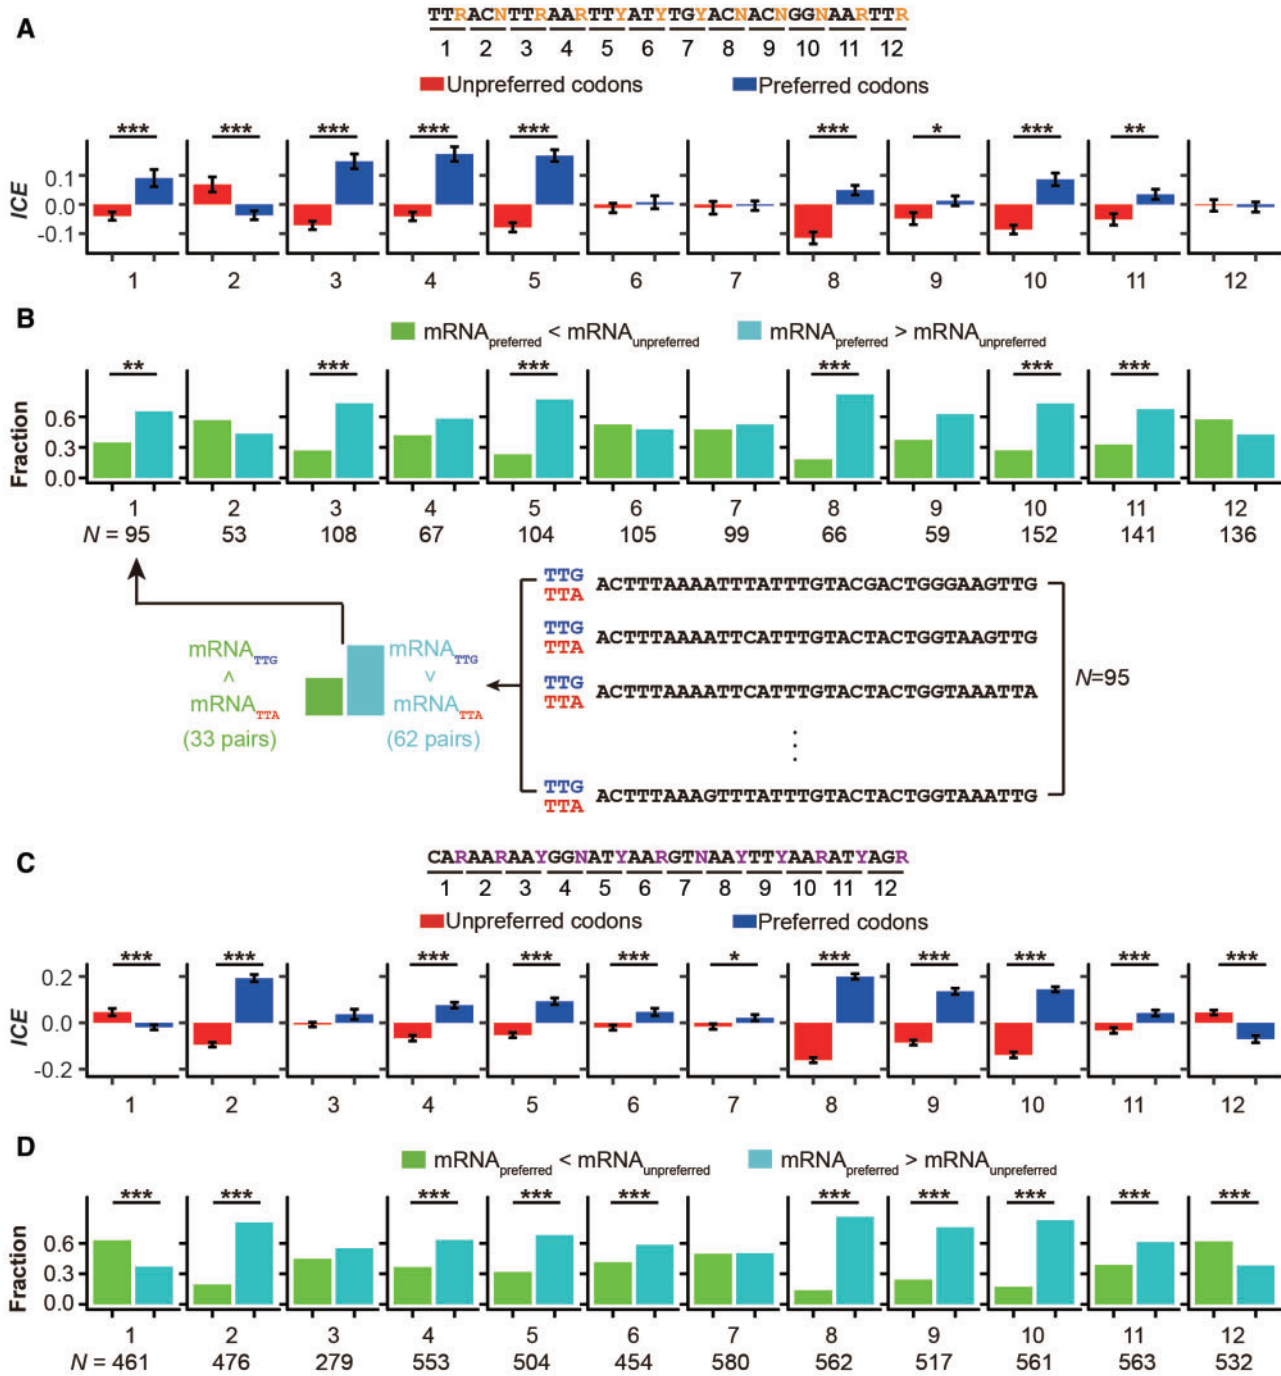 A
TTRACNTTRAARTTYATYTGYACNACNGGNAARTTR
1 2 3 4 5 6 7 8 9 10 11 12
Unpreferred codons Preferred codons
*** *** *** *** *** *** * *** **
ICE
0.1
0.0
-0.1
1 2 3 4 5 6 7 8 9 10 11 12
B
mRNApreferred < mRNAunpreferred mRNApreferred > mRNAunpreferred
** *** *** *** *** ***
Fraction
0.6
0.3
0.0
1 2 3 4 5 6 7 8 9 10 11 12
N = 95 53 108 67 104 105 99 66 59 152 141 136
TTG
TTA
ACTTTAAAATTTATTTGTACGACTGGGAAGTTG
TTG
TTA
ACTTTAAAATTCATTTGTACTACTGGTAAGTTG
TTG
TTA
ACTTTAAAATTCATTTGTACTACTGGTAAATTA
TTG
TTA
ACTTTAAAGTTTATTTGTACTACTGGTAAATTG
N=95
mRNATTG
<
mRNATTA
(33 pairs)
mRNATTG
>
mRNATTA
(62 pairs)
C
CARAARAAYGGNATYAARGTNAAYTTYAARATYAGR
1 2 3 4 5 6 7 8 9 10 11 12
Unpreferred codons Preferred codons
*** *** *** *** *** * *** *** *** *** ***
ICE
0.2
0.0
-0.2
1 2 3 4 5 6 7 8 9 10 11 12
D
mRNApreferred < mRNAunpreferred mRNApreferred > mRNAunpreferred
*** *** *** *** *** *** *** *** *** ***
Fraction
0.6
0.3
0.0
1 2 3 4 5 6 7 8 9 10 11 12
N = 461 476 279 553 504 454 580 562 517 561 563 532